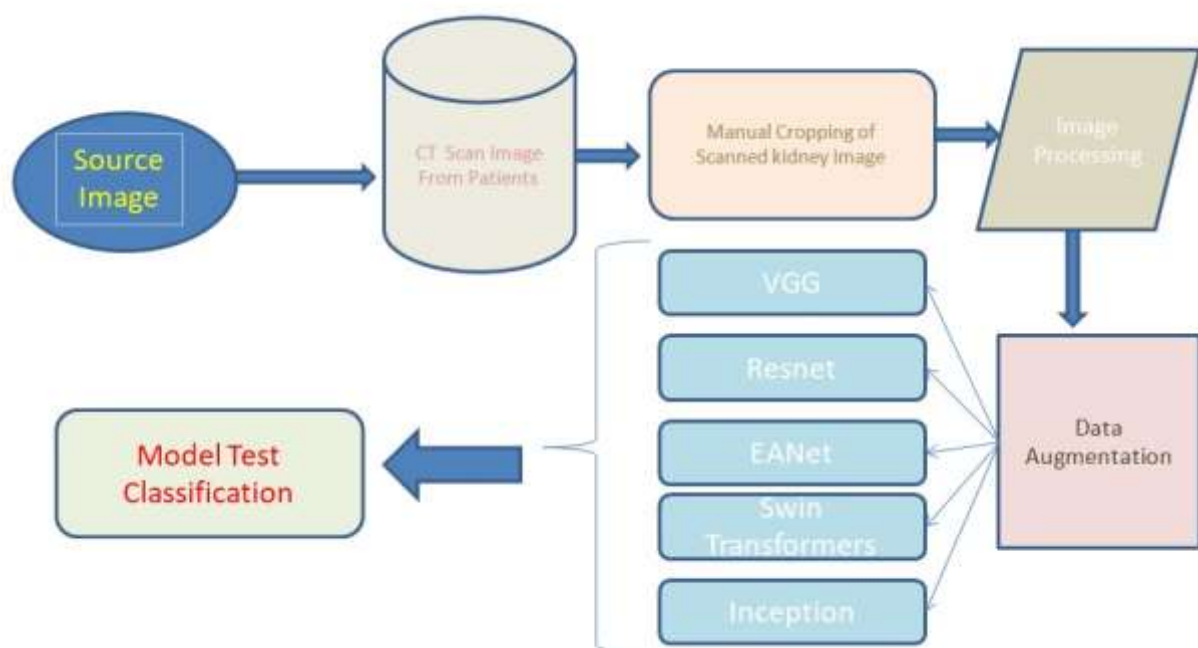 Source
Image
CT Scan Image
From Patients
Manual Cropping of
Scanned kidney Image
Image
Processing
VGG
Resnet
EANet
Swin
Transformers
Inception
Data
Augmentation
Model Test
Classification